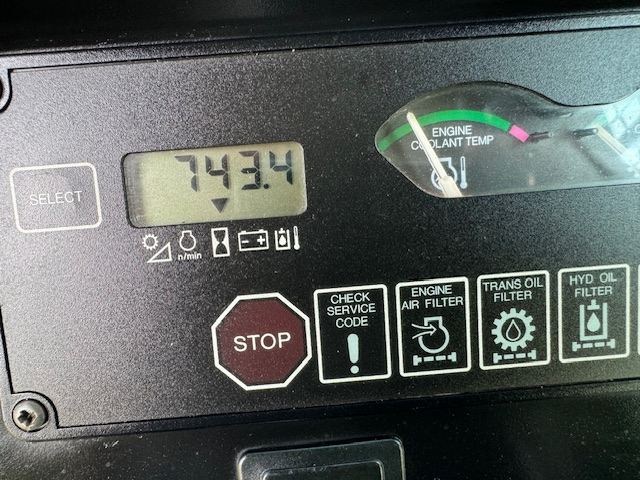 ENGINE
COOLANT TEMP
743.4
SELECT
n/min
STOP
CHECK
SERVICE
CODE
!
ENGINE
AIR FILTER
TRANS OIL
FILTER
HYD OIL
FILTER